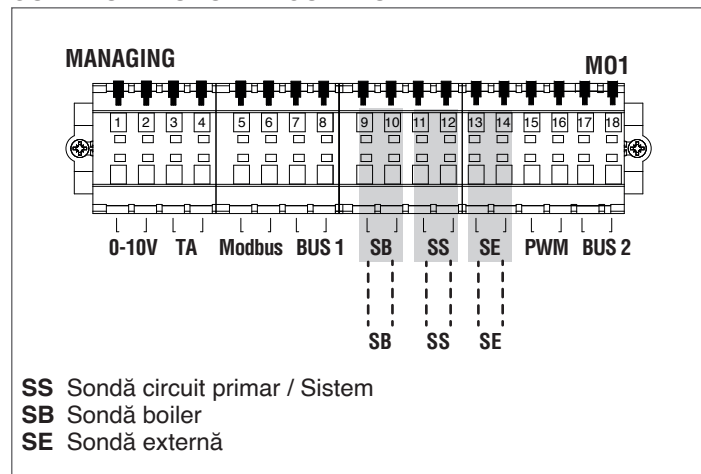 MANAGING M01
1 2 3 4 5 6 7 8 9 10 11 12 13 14 15 16 17 18
0-10V TA Modbus BUS 1 SB SS SE PWM BUS 2
SB SS SE
SS Sondă circuit primar / Sistem
SB Sondă boiler
SE Sondă externă